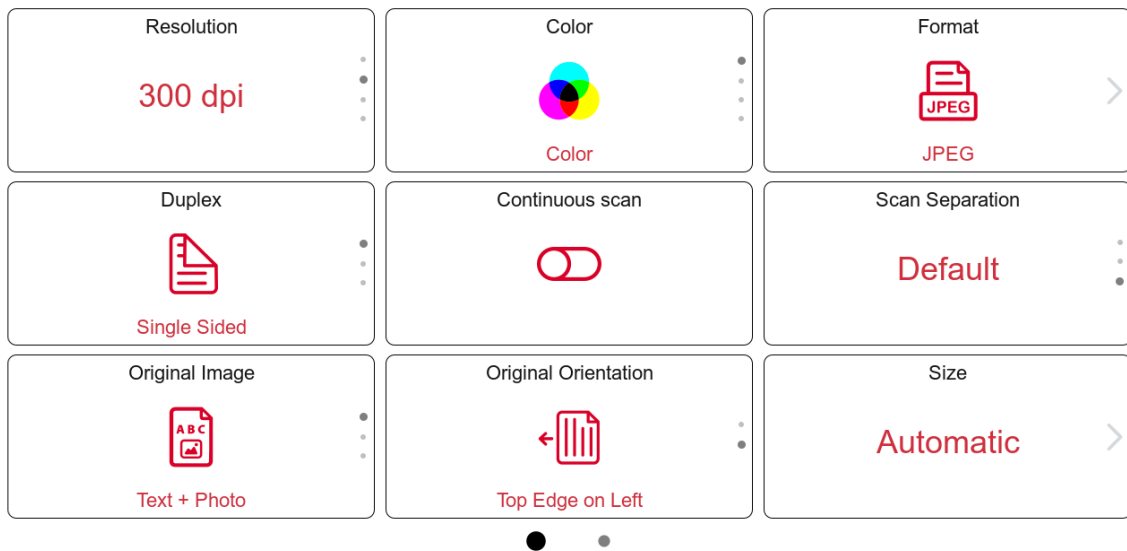 Resolution
300 dpi
Color
Color
Format
JPEG
JPEG
Duplex
Single Sided
Continuous scan
Scan Separation
Default
Original Image
ABC
Text + Photo
Original Orientation
Top Edge on Left
Size
Automatic